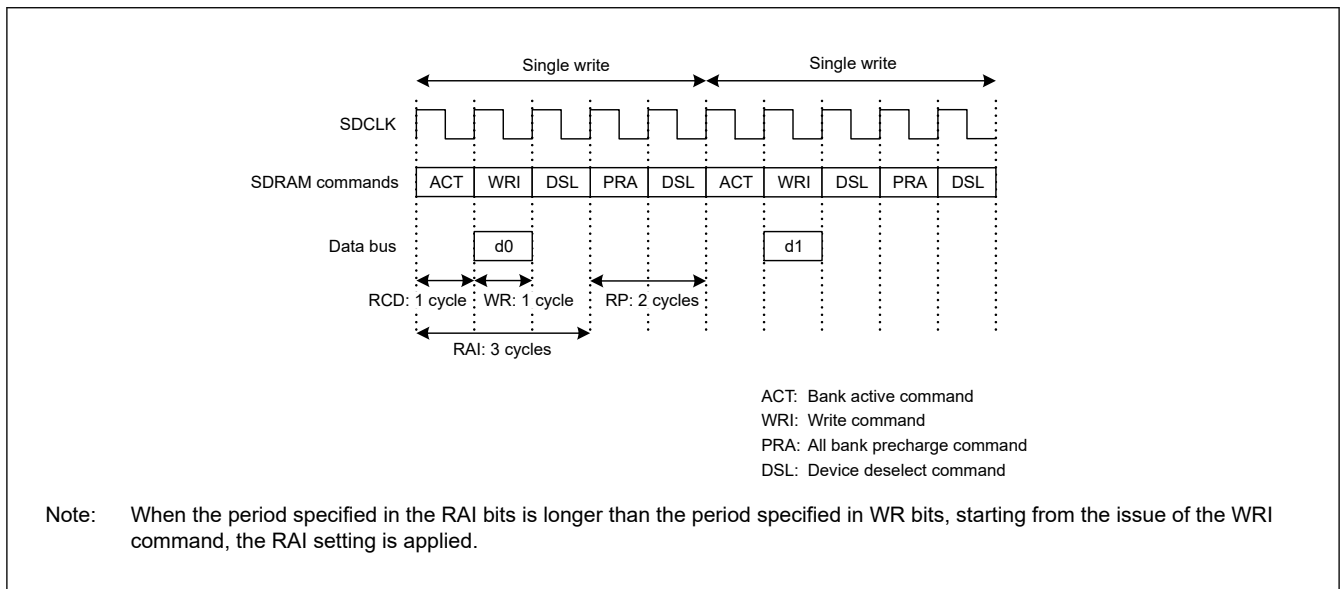 Single write Single write
SDCLK
SDRAM commands ACT WRI DSL PRA DSL ACT WRI DSL PRA DSL
Data bus d0 d1
RCD: 1 cycle WR: 1 cycle RP: 2 cycles
RAI: 3 cycles
ACT: Bank active command
WRI: Write command
PRA: All bank precharge command
DSL: Device deselect command
Note: When the period specified in the RAI bits is longer than the period specified in WR bits, starting from the issue of the WRI
command, the RAI setting is applied.